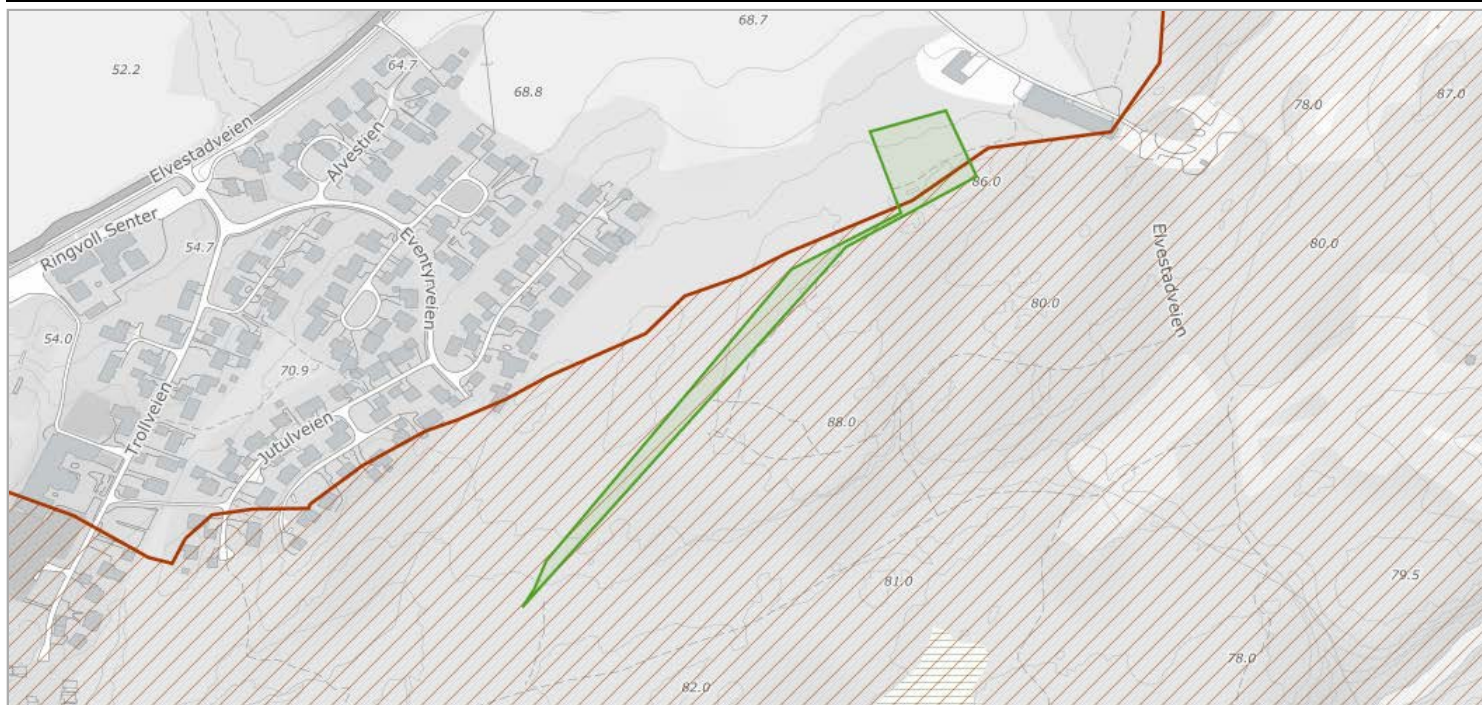 68.7
52.2
64.7
68.8
87.0
78.0
Elvestadveien
Alvestien
86.0
Ringvoll Senter
54.7
Eventyrveien
Elvestadveien
80.0
80.0
54.0
70.9
Trollveien
Jutulveien
88.0
81.0
79.5
78.0
82.0